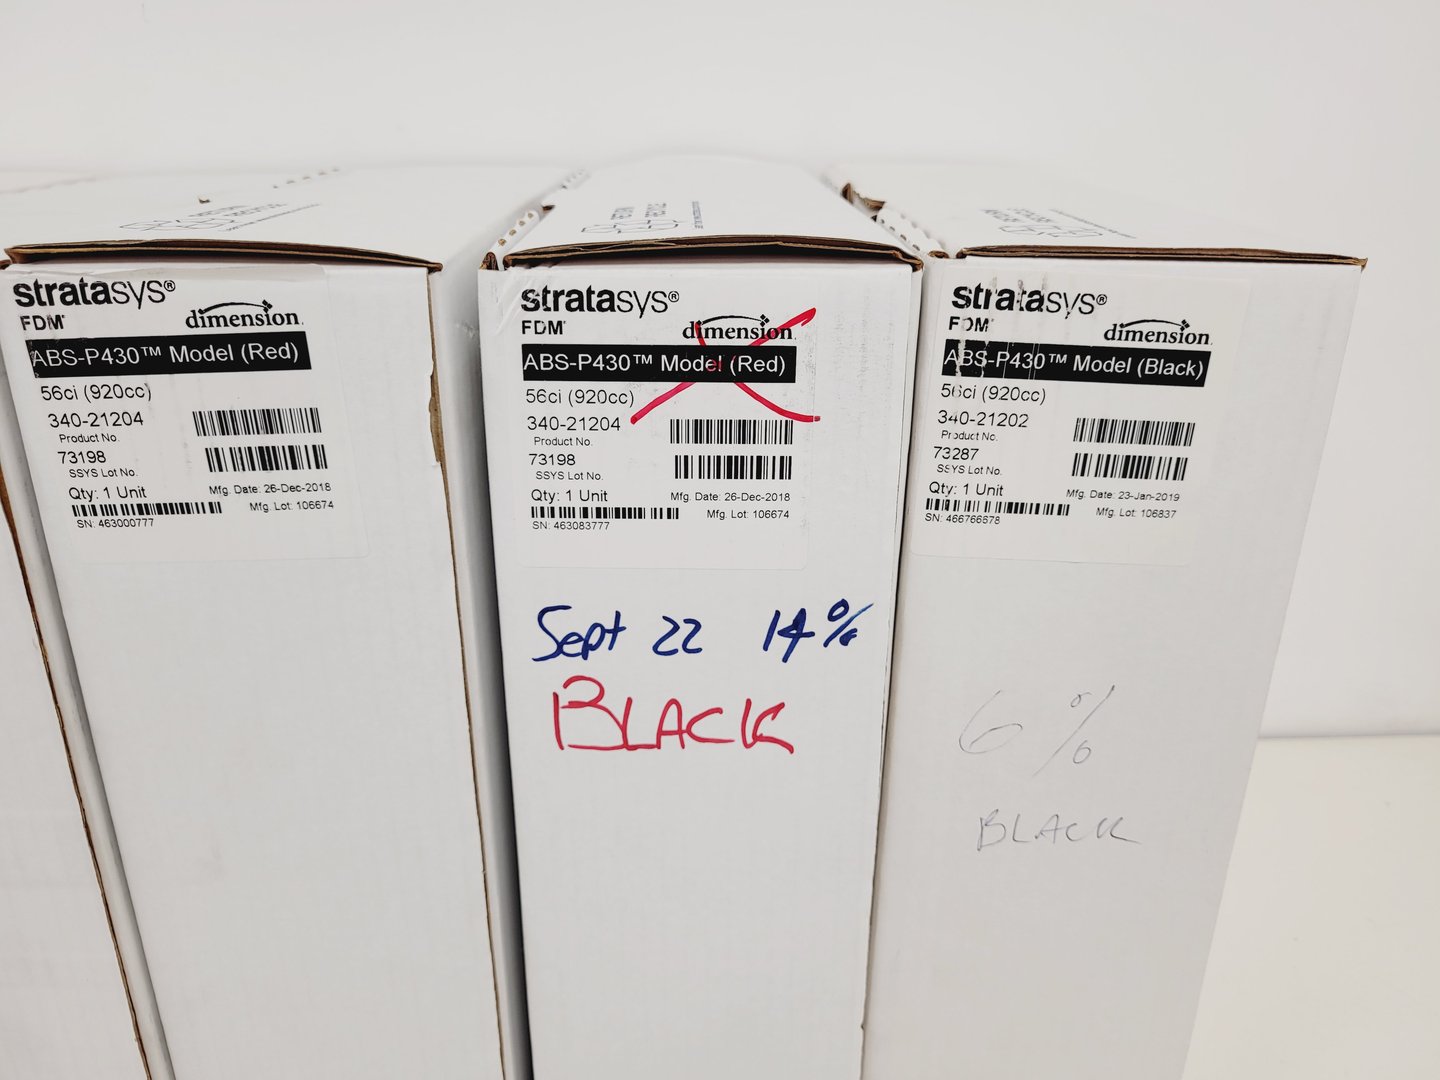 stratasys®
FDM®
dimension
ABS-P430™ Model (Red)
56ci (920cc)
340-21204
Product No.
73198
SSYS Lot No.
Qty: 1 Unit
Mfg. Date: 26-Dec-2018
Mfg. Lot: 106674
SN: 463000777
stratasys®
FDM®
dimension
ABS-P430™ Model (Red)
56ci (920cc)
340-21204
Product No.
73198
SSYS Lot No.
Qty: 1 Unit
Mfg. Date: 26-Dec-2018
Mfg. Lot: 106674
SN: 463083777
Sept 22 14%
BLACK
stratasys®
FDM®
dimension
ABS-P430™ Model (Black)
56ci (920cc)
340-21202
Product No.
73287
SSYS Lot No.
Qty: 1 Unit
Mfg. Date: 23-Jan-2019
Mfg. Lot: 106837
SN: 466766678
6%
BLACK